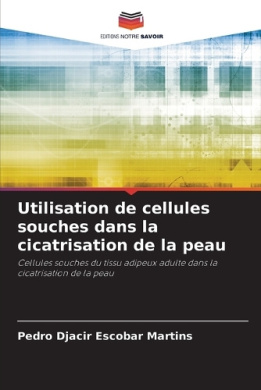 EDITIONS NOTRE SAVOIR
Utilisation de cellules
souches dans la
cicatrisation de la peau
Cellules souches du tissu adipeux adulte dans la
cicatrisation de la peau
Pedro Djacir Escobar Martins